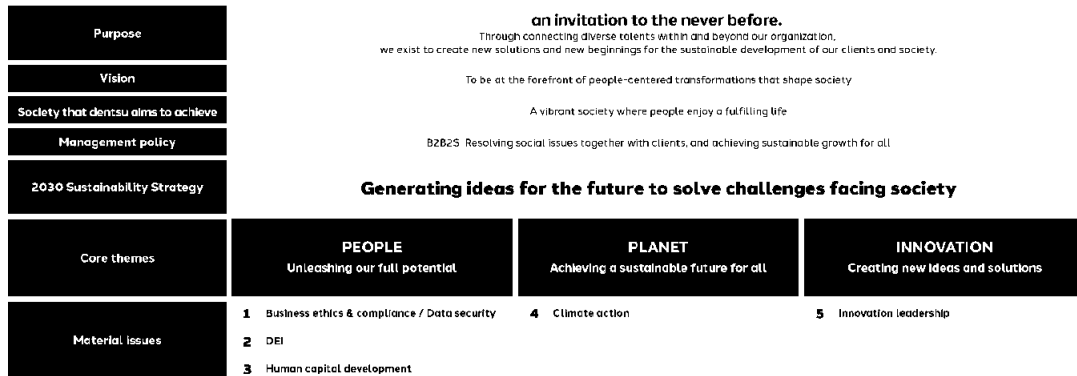 Purpose
an invitation to the never before.
Through connecting diverse talents within and beyond our organization,
we exist to create new solutions and new beginnings for the sustainable development of our clients and society.
Vision
To be at the forefront of people-centered transformations that shape society
Society that dentsu aims to achieve
A vibrant society where people enjoy a fulfilling life
Management policy
B2B2S Resolving social issues together with clients, and achieving sustainable growth for all
2030 Sustainability Strategy
Generating ideas for the future to solve challenges facing society
Core themes
PEOPLE
Unleashing our full potential
PLANET
Achieving a sustainable future for all
INNOVATION
Creating new ideas and solutions
Material issues
1 Business ethics & compliance / Data security
2 DEI
3 Human capital development
4 Climate action
5 Innovation leadership